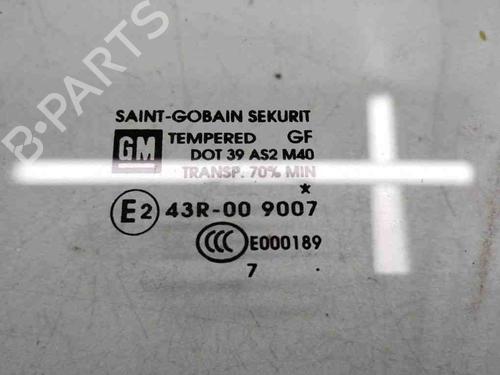 SAINT-GOBAIN SEKURIT
GM TEMPERED GF
DOT 39 AS2 M40
TRANSP. 70% MIN
*
E2 43R-00 9007
CCC E000189
7
B-PARTS